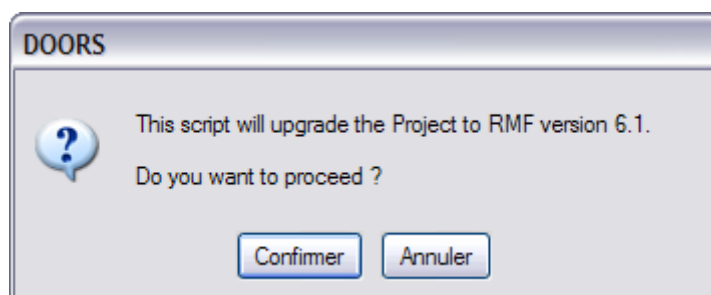 DOORS
This script will upgrade the Project to RMF version 6.1.
Do you want to proceed ?
Confirmer Annuler